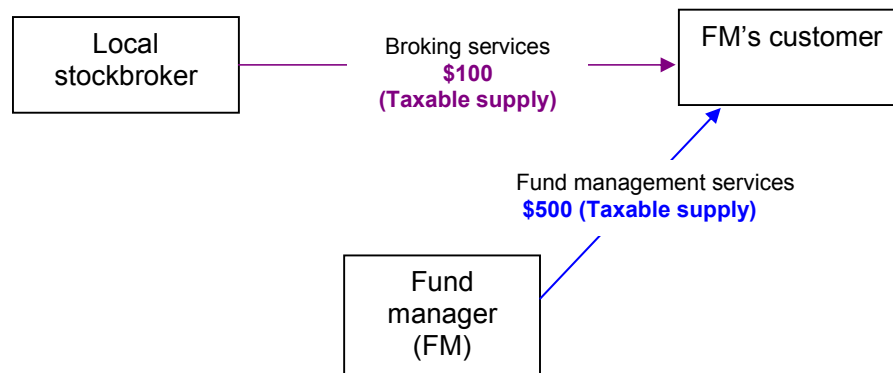 Local
stockbroker
Broking services
$100
(Taxable supply)
FM's customer
Fund management services
$500 (Taxable supply)
Fund
manager
(FM)